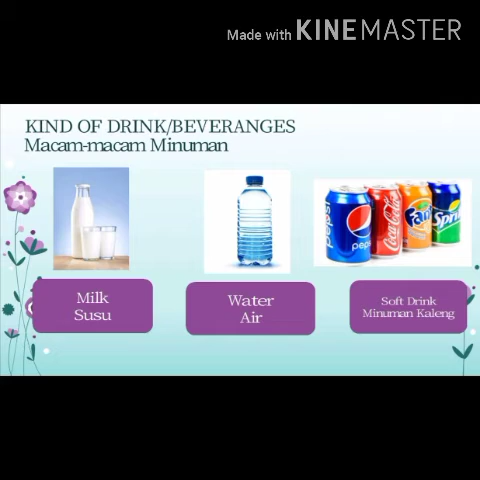 Made with KINEMASTER
KIND OF DRINK/BEVERANGES
Macam-macam Minuman
pepsi
pepsi
Coca-Cola
Fanta
Sprite
Milk
Susu
Water
Air
Soft Drink
Minuman Kaleng